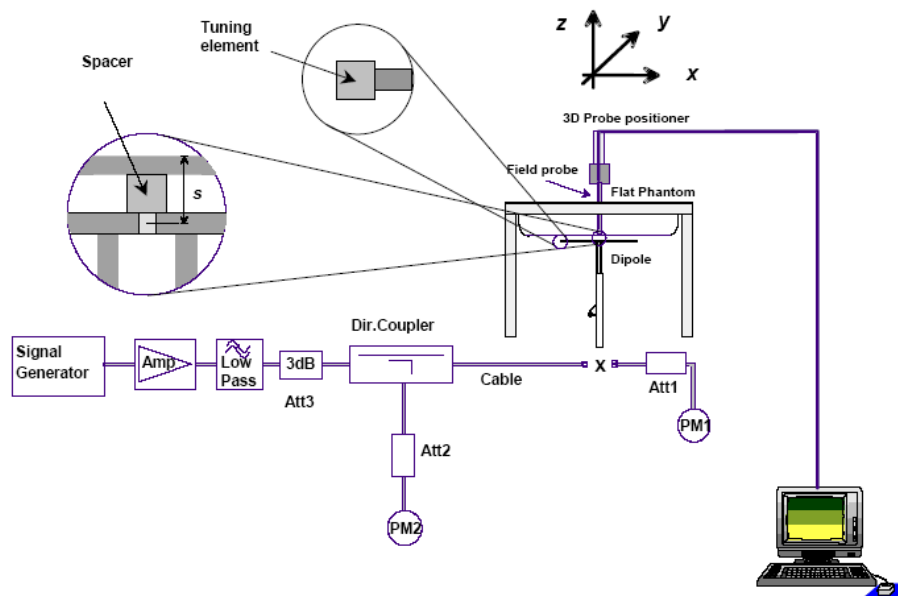 Tuning
element
Spacer
s
z
y
x
3D Probe positioner
Field probe
Flat Phantom
Dipole
Dir.Coupler
Signal
Generator
Amp
Low
Pass
3dB
Att3
Cable
X
Att1
PM1
Att2
PM2